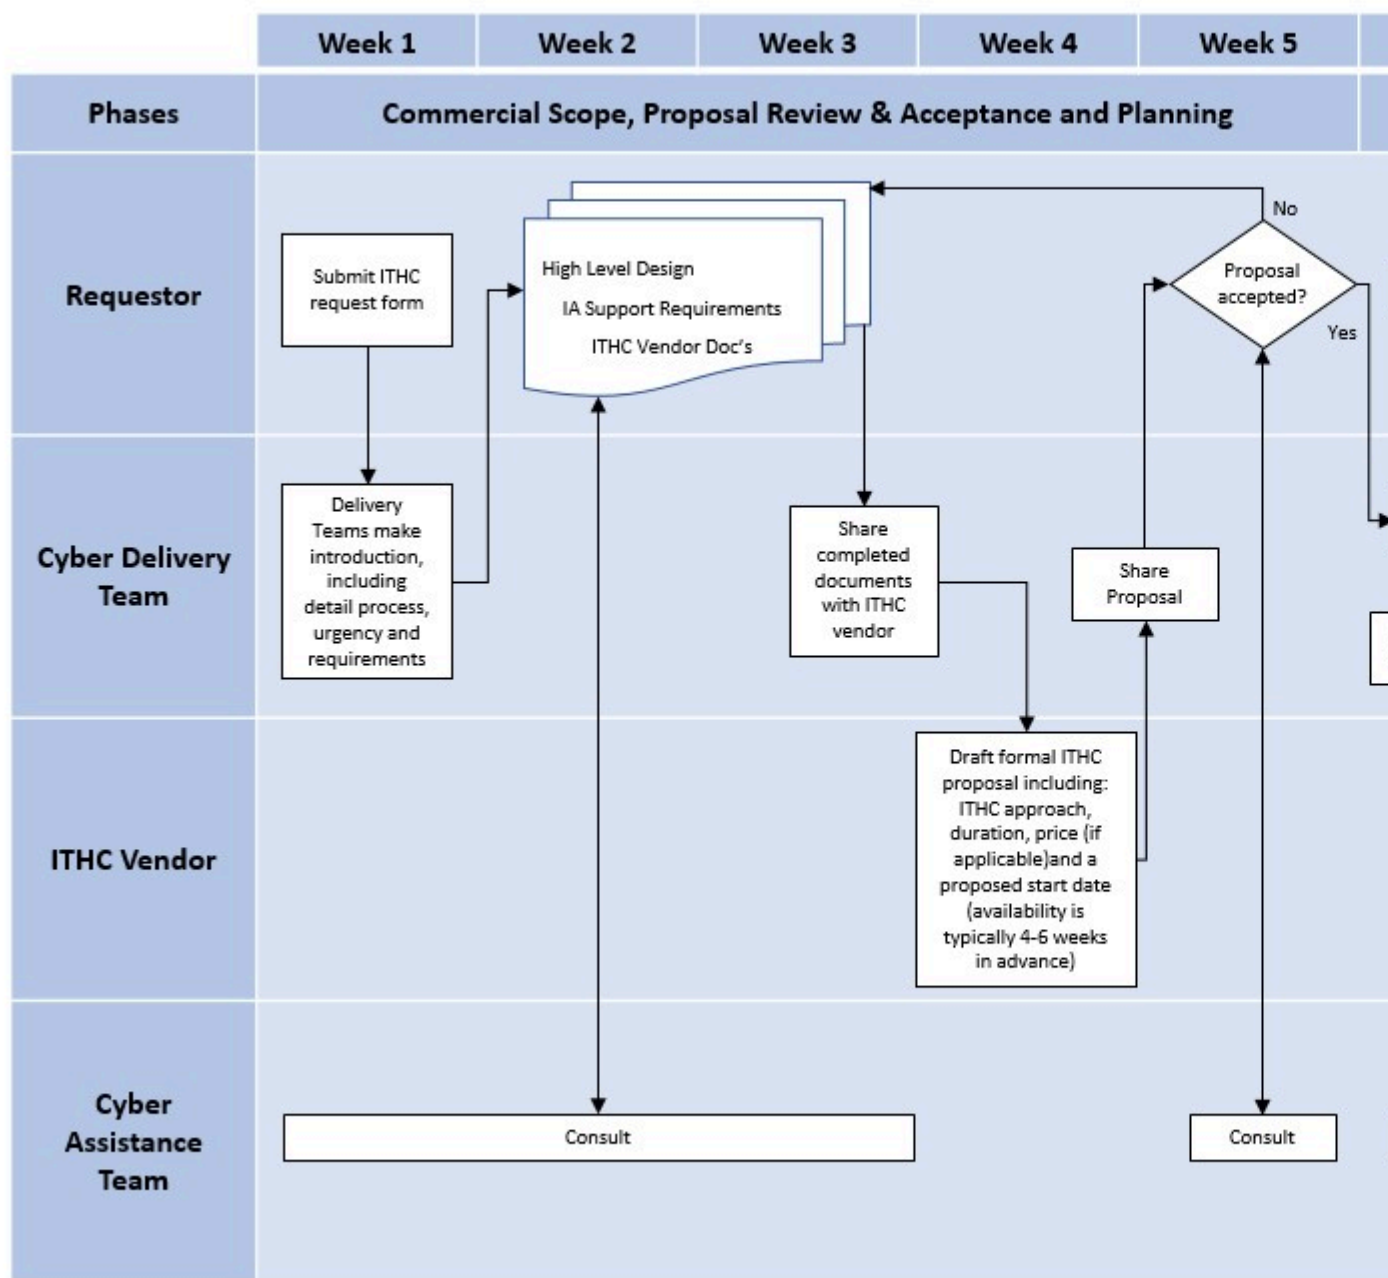 Week 1
Week 2
Week 3
Week 4
Week 5
Phases
Commercial Scope, Proposal Review & Acceptance and Planning
Requestor
Submit ITHC
request form
High Level Design
IA Support Requirements
ITHC Vendor Doc's
No
Proposal
accepted?
Yes
Cyber Delivery
Team
Delivery
Teams make
introduction,
including
detail process,
urgency and
requirements
Share
completed
documents
with ITHC
vendor
Share
Proposal
ITHC Vendor
Draft formal ITHC
proposal including:
ITHC approach,
duration, price (if
applicable)and a
proposed start date
(availability is
typically 4-6 weeks
in advance)
Cyber
Assistance
Team
Consult
Consult